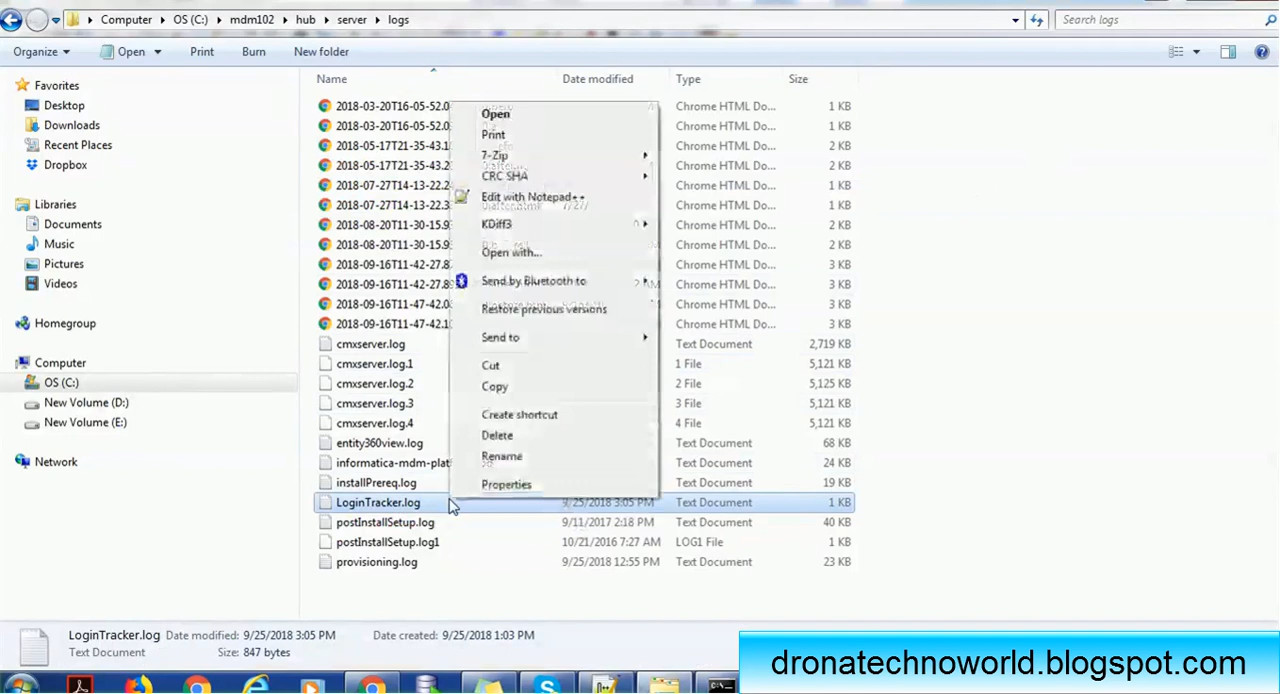 Computer ▸ OS (C:) ▸ mdm102 ▸ hub ▸ server ▸ logs
Search logs
Organize Open Print Burn New folder
Name Date modified Type Size
Favorites
Desktop
Downloads
Recent Places
Dropbox
Libraries
Documents
Music
Pictures
Videos
Homegroup
Computer
OS (C:)
New Volume (D:)
New Volume (E:)
Network
2018-03-20T16-05-52.0 Chrome HTML Do... 1 KB
2018-03-20T16-05-52.0 Chrome HTML Do... 1 KB
2018-05-17T21-35-43.1 Chrome HTML Do... 2 KB
2018-05-17T21-35-43.2 Chrome HTML Do... 2 KB
2018-07-27T14-13-22.2 Chrome HTML Do... 1 KB
2018-07-27T14-13-22.3 Chrome HTML Do... 1 KB
2018-08-20T11-30-15.9 Chrome HTML Do... 2 KB
2018-08-20T11-30-15.9 Chrome HTML Do... 2 KB
2018-09-16T11-42-27.8 Chrome HTML Do... 3 KB
2018-09-16T11-42-27.8 Chrome HTML Do... 3 KB
2018-09-16T11-47-42.0 Chrome HTML Do... 3 KB
2018-09-16T11-47-42.1 Chrome HTML Do... 3 KB
cmxserver.log Text Document 2,719 KB
cmxserver.log.1 1 File 5,121 KB
cmxserver.log.2 2 File 5,125 KB
cmxserver.log.3 3 File 5,121 KB
cmxserver.log.4 4 File 5,121 KB
entity360view.log Text Document 68 KB
informatica-mdm-plat Text Document 24 KB
installPrereq.log Text Document 19 KB
LoginTracker.log 9/25/2018 3:05 PM Text Document 1 KB
postInstallSetup.log 9/11/2017 2:18 PM Text Document 40 KB
postInstallSetup.log1 10/21/2016 7:27 AM LOG1 File 1 KB
provisioning.log 9/25/2018 12:55 PM Text Document 23 KB
Open
Print
7-Zip
CRC SHA
Edit with Notepad++
KDiff3
Open with...
Send by Bluetooth to
Restore previous versions
Send to
Cut
Copy
Create shortcut
Delete
Rename
Properties
LoginTracker.log Date modified: 9/25/2018 3:05 PM Date created: 9/25/2018 1:03 PM
Text Document Size: 847 bytes
dronatechnoworld.blogspot.com